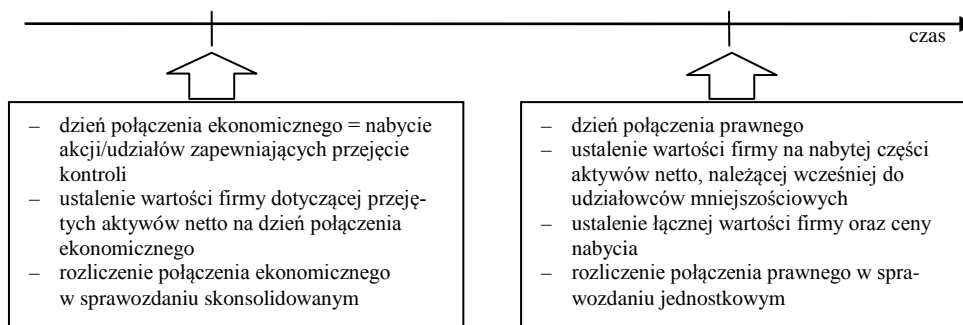 czas
– dzień połączenia ekonomicznego = nabycie
akcji/udziałów zapewniających przejęcie
kontroli
– ustalenie wartości firmy dotyczącej przeję-
tych aktywów netto na dzień połączenia
ekonomicznego
– rozliczenie połączenia ekonomicznego
w sprawozdaniu skonsolidowanym
– dzień połączenia prawnego
– ustalenie wartości firmy na nabytej części
aktywów netto, należącej wcześniej do
udziałowców mniejszościowych
– ustalenie łącznej wartości firmy oraz ceny
nabycia
– rozliczenie połączenia prawnego w spra-
wozdaniu jednostkowym